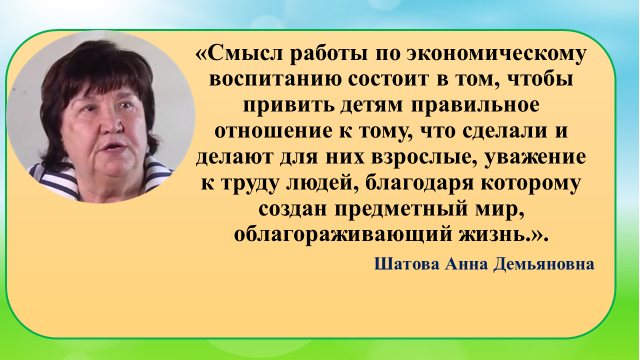 «Смысл работы по экономическому
воспитанию состоит в том, чтобы
привить детям правильное
отношение к тому, что сделали и
делают для них взрослые, уважение
к труду людей, благодаря которому
создан предметный мир,
облагораживающий жизнь.».
Шатова Анна Демьяновна